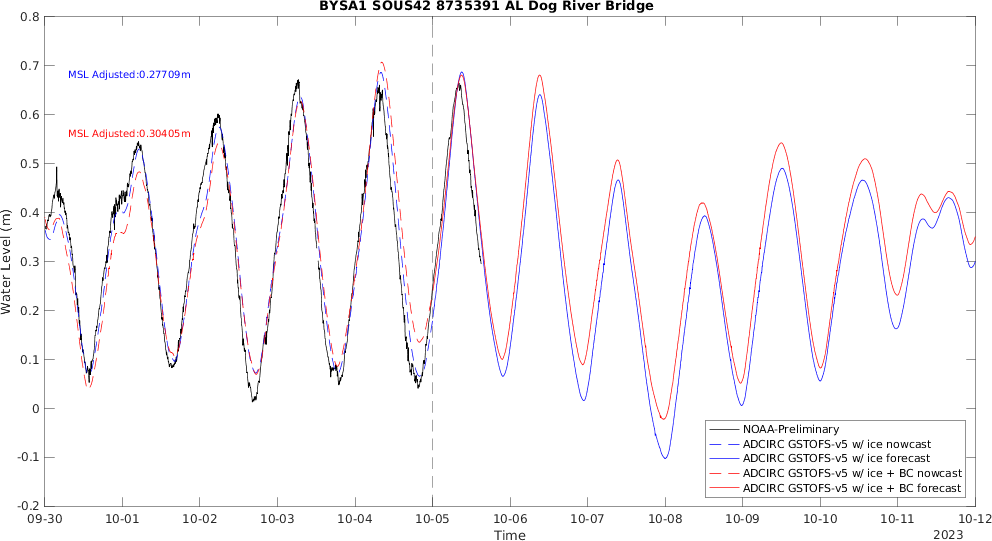 BYSA1 SOUS42 8735391 AL Dog River Bridge
0.8
0.7
0.6
0.5
0.4
0.3
0.2
0.1
0
-0.1
-0.2
Water Level (m)
MSL Adjusted:0.27709m
MSL Adjusted:0.30405m
NOAA-Preliminary
ADCIRC GSTOFS-v5 w/ ice nowcast
ADCIRC GSTOFS-v5 w/ ice forecast
ADCIRC GSTOFS-v5 w/ ice + BC nowcast
ADCIRC GSTOFS-v5 w/ ice + BC forecast
09-30 10-01 10-02 10-03 10-04 10-05 10-06 10-07 10-08 10-09 10-10 10-11 10-12
Time
2023